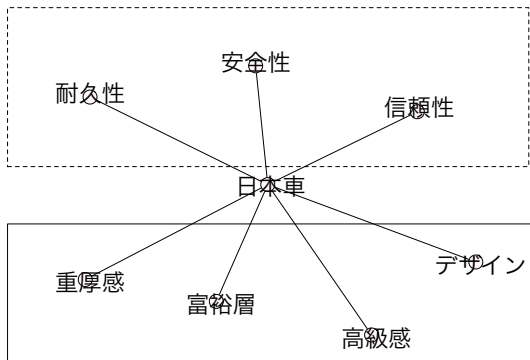 安全性
耐久性
信頼性
日本車
デザイン
重厚感
富裕層
高級感